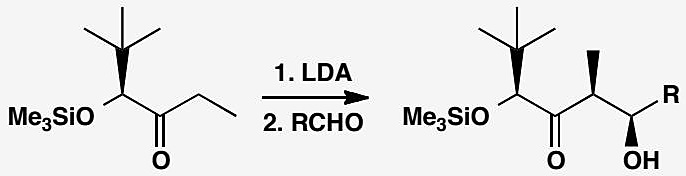 1. LDA
2. RCHO
Me3SiO
O
Me3SiO
O
OH
R